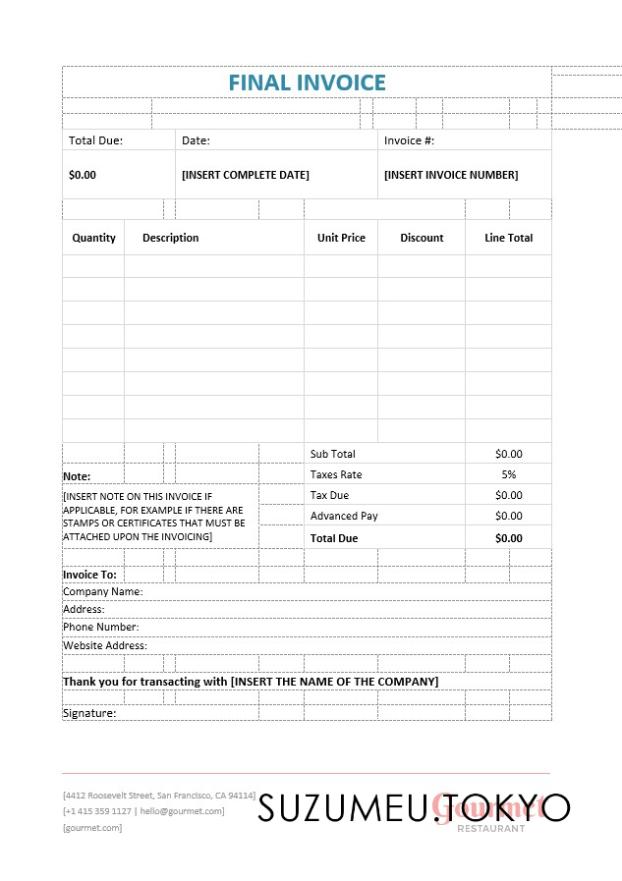 FINAL INVOICE
Total Due: Date: Invoice #:
$0.00 [INSERT COMPLETE DATE] [INSERT INVOICE NUMBER]
Quantity Description Unit Price Discount Line Total
Sub Total $0.00
Taxes Rate 5%
Tax Due $0.00
Advanced Pay $0.00
Total Due $0.00
Note:
[INSERT NOTE ON THIS INVOICE IF
APPLICABLE, FOR EXAMPLE IF THERE ARE
STAMPS OR CERTIFICATES THAT MUST BE
ATTACHED UPON THE INVOICING]
Invoice To:
Company Name:
Address:
Phone Number:
Website Address:
Thank you for transacting with [INSERT THE NAME OF THE COMPANY]
Signature:
[4412 Roosevelt Street, San Francisco, CA 94114]
[+1 415 359 1127 | hello@gourmet.com]
[gourmet.com]
SUZUMEU.TOKYO
Gourmet
RESTAURANT